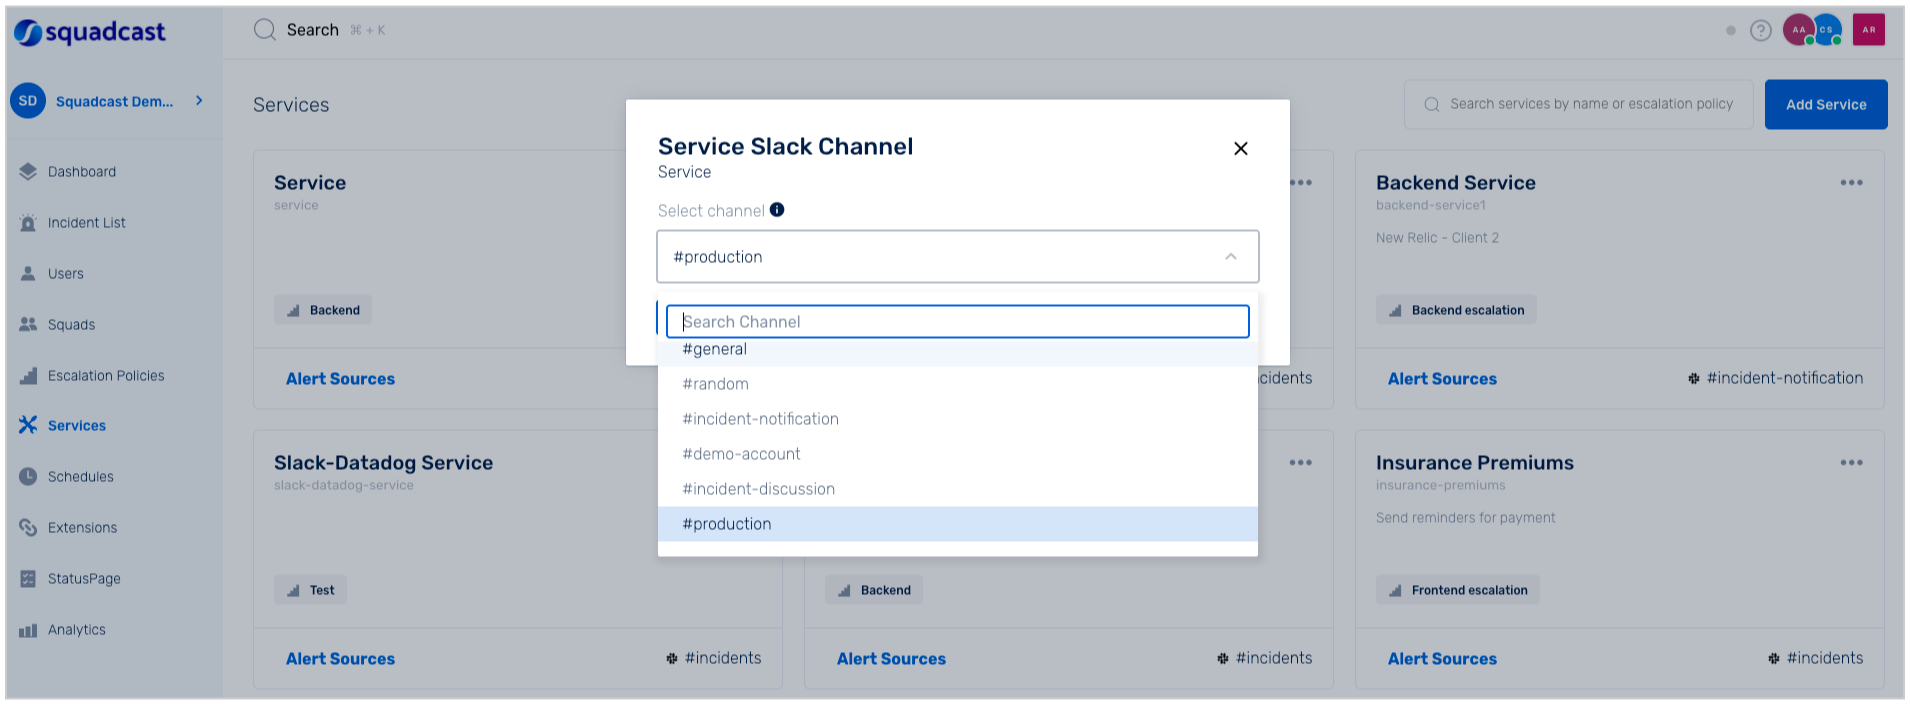 squadcast
Search ⌘ + K
AA
CS
AR
SD
Squadcast Dem...
Dashboard
Incident List
Users
Squads
Escalation Policies
Services
Schedules
Extensions
StatusPage
Analytics
Services
Search services by name or escalation policy
Add Service
Service
service
Backend
Alert Sources
Service Slack Channel
Service
Select channel
#production
Search Channel
#general
#random
#incident-notification
#demo-account
#incident-discussion
#production
Backend Service
backend-service1
New Relic - Client 2
Backend escalation
Alert Sources
#incident-notification
Slack-Datadog Service
slack-datadog-service
Test
Alert Sources
#incidents
Backend
Alert Sources
#incidents
Insurance Premiums
insurance-premiums
Send reminders for payment
Frontend escalation
Alert Sources
#incidents